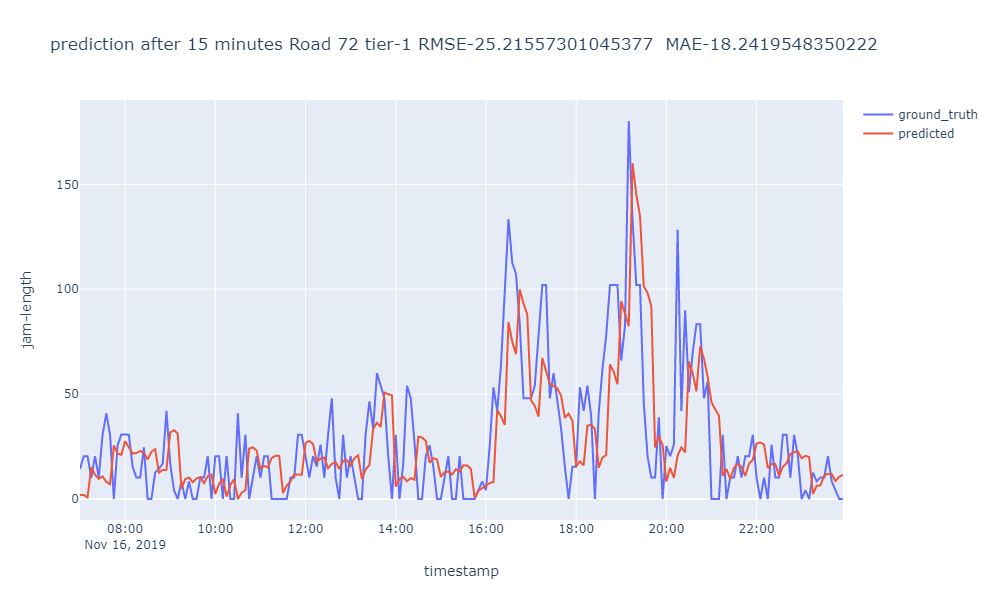 prediction after 15 minutes Road 72 tier-1 RMSE-25.21557301045377  MAE-18.2419548350222
ground_truth
predicted
150
100
50
0
jam-length
08:00 10:00 12:00 14:00 16:00 18:00 20:00 22:00
Nov 16, 2019
timestamp